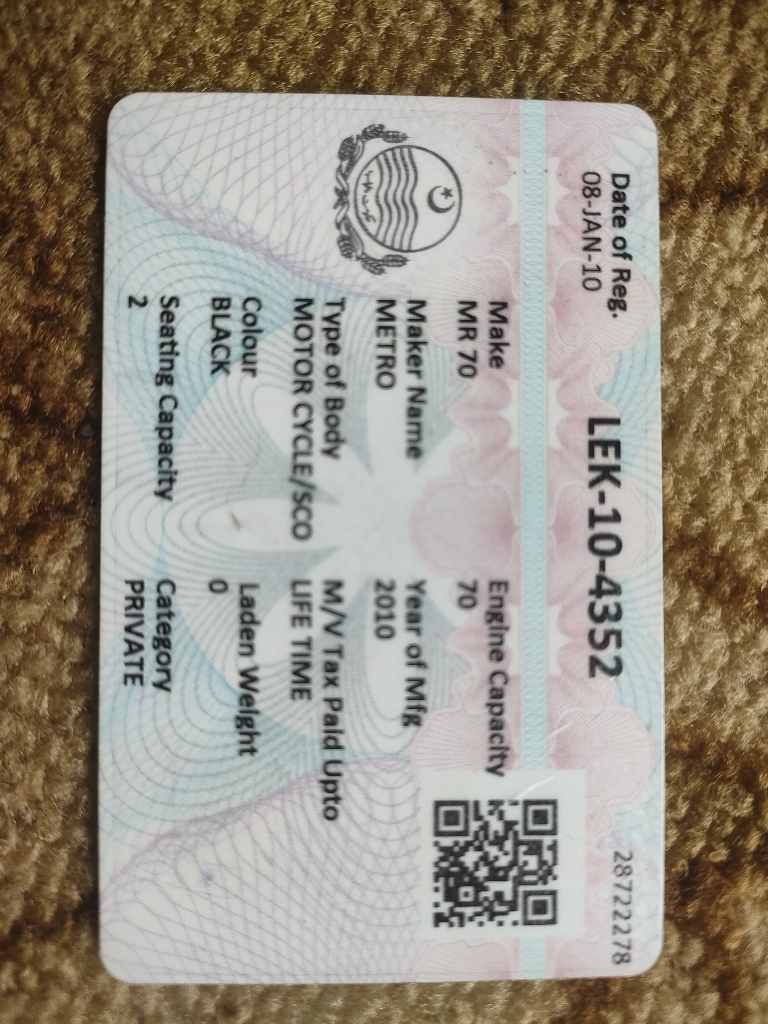 Date of Reg.
08-JAN-10
LEK-10-4352
28722278
Make
MR 70
Engine Capacity
70
Maker Name
METRO
Year of Mfg
2010
Type of Body
MOTOR CYCLE/SCO
M/V Tax Paid Upto
LIFE TIME
Colour
BLACK
Laden Weight
0
Seating Capacity
2
Category
PRIVATE